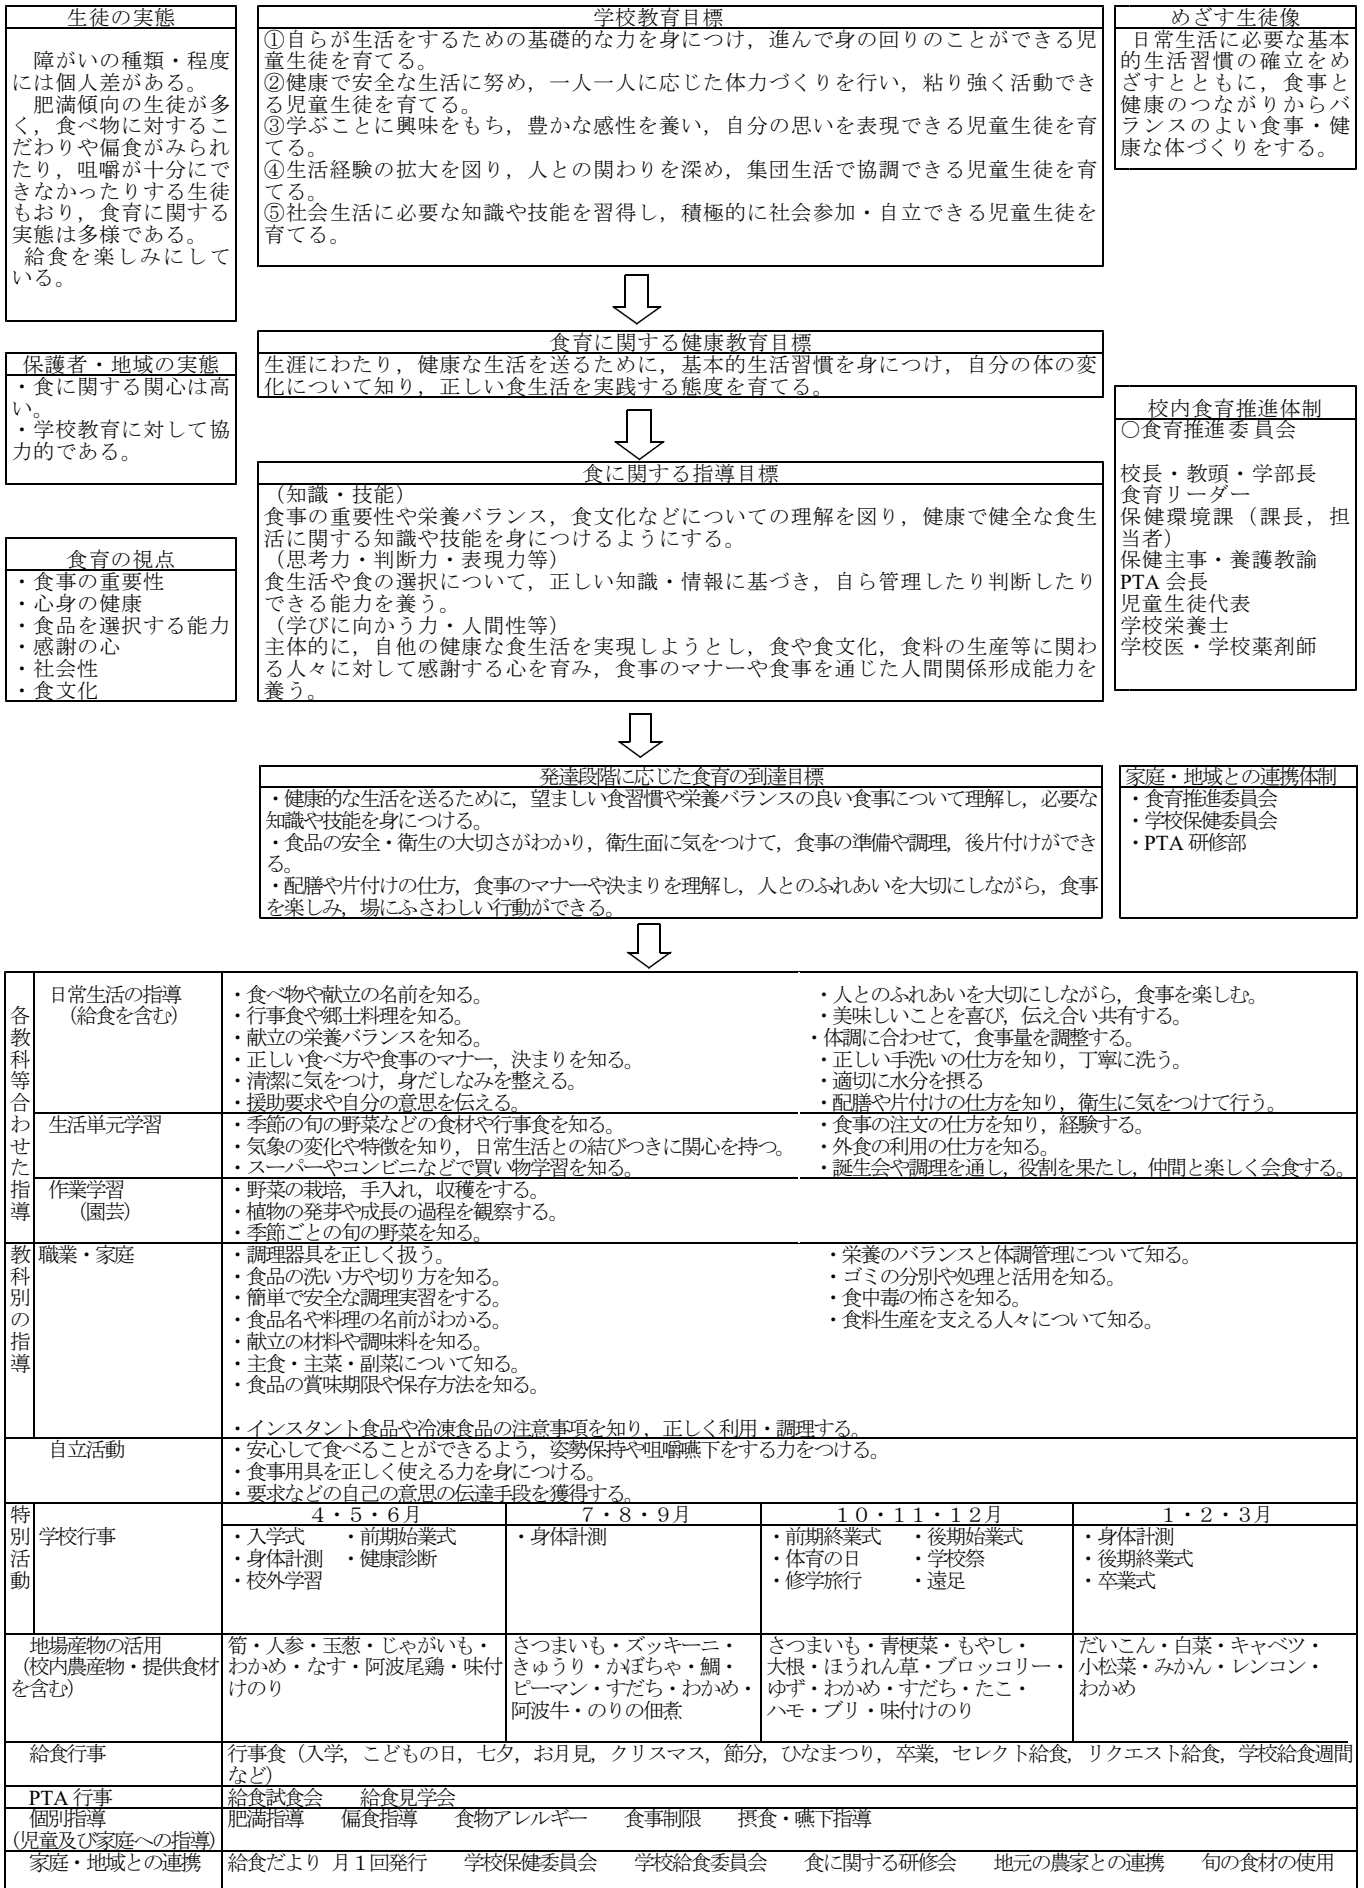 生徒の実態
障がいの種類・程度
には個人差がある。
肥満傾向の生徒が多
く，食べ物に対するこ
だわりや偏食がみられ
たり，咀嚼が十分にで
きなかったりする生徒
もおり，食育に関する
実態は多様である。
給食を楽しみにして
いる。
学校教育目標
①自らが生活をするための基礎的な力を身につけ，進んで身の回りのことができる児
童生徒を育てる。
②健康で安全な生活に努め，一人一人に応じた体力づくりを行い，粘り強く活動でき
る児童生徒を育てる。
③学ぶことに興味をもち，豊かな感性を養い，自分の思いを表現できる児童生徒を育
てる。
④生活経験の拡大を図り，人との関わりを深め，集団生活で協調できる児童生徒を育
てる。
⑤社会生活に必要な知識や技能を習得し，積極的に社会参加・自立できる児童生徒を
育てる。
めざす生徒像
日常生活に必要な基本
的生活習慣の確立をめ
ざすとともに，食事と
健康のつながりからバ
ランスのよい食事・健
康な体づくりをする。
保護者・地域の実態
・食に関する関心は高
い。
・学校教育に対して協
力的である。
食育に関する健康教育目標
生涯にわたり，健康な生活を送るために，基本的生活習慣を身につけ，自分の体の変
化について知り，正しい食生活を実践する態度を育てる。
校内食育推進体制
〇食育推進委員会
校長・教頭・学部長
食育リーダー
保健環境課（課長，担
当者）
保健主事・養護教諭
PTA 会長
児童生徒代表
学校栄養士
学校医・学校薬剤師
食育の視点
・食事の重要性
・心身の健康
・食品を選択する能力
・感謝の心
・社会性
・食文化
食に関する指導目標
（知識・技能）
食事の重要性や栄養バランス，食文化などについての理解を図り，健康で健全な食生
活に関する知識や技能を身につけるようにする。
（思考力・判断力・表現力等）
食生活や食の選択について，正しい知識・情報に基づき，自ら管理したり判断したり
できる能力を養う。
（学びに向かう力・人間性等）
主体的に，自他の健康な食生活を実現しようとし，食や食文化，食料の生産等に関わ
る人々に対して感謝する心を育み，食事のマナーや食事を通じた人間関係形成能力を
養う。
発達段階に応じた食育の到達目標
・健康的な生活を送るために，望ましい食習慣や栄養バランスの良い食事について理解し，必要な
知識や技能を身につける。
・食品の安全・衛生の大切さがわかり，衛生面に気をつけて，食事の準備や調理，後片付けができ
る。
・配膳や片付けの仕方，食事のマナーや決まりを理解し，人とのふれあいを大切にしながら，食事
を楽しみ，場にふさわしい行動ができる。
家庭・地域との連携体制
・食育推進委員会
・学校保健委員会
・PTA 研修部
各教科等合わせた指導
日常生活の指導
（給食を含む）
・食べ物や献立の名前を知る。
・行事食や郷土料理を知る。
・献立の栄養バランスを知る。
・正しい食べ方や食事のマナー，決まりを知る。
・清潔に気をつけ，身だしなみを整える。
・援助要求や自分の意思を伝える。
・人とのふれあいを大切にしながら，食事を楽しむ。
・美味しいことを喜び，伝え合い共有する。
・体調に合わせて，食事量を調整する。
・正しい手洗いの仕方を知り，丁寧に洗う。
・適切に水分を摂る
・配膳や片付けの仕方を知り，衛生に気をつけて行う。
生活単元学習
・季節の旬の野菜などの食材や行事食を知る。
・気象の変化や特徴を知り，日常生活との結びつきに関心を持つ。
・スーパーやコンビニなどで買い物学習を知る。
・食事の注文の仕方を知り，経験する。
・外食の利用の仕方を知る。
・誕生会や調理を通し，役割を果たし，仲間と楽しく会食する。
作業学習
（園芸）
・野菜の栽培，手入れ，収穫をする。
・植物の発芽や成長の過程を観察する。
・季節ごとの旬の野菜を知る。
教科別の指導
職業・家庭
・調理器具を正しく扱う。
・食品の洗い方や切り方を知る。
・簡単で安全な調理実習をする。
・食品名や料理の名前がわかる。
・献立の材料や調味料を知る。
・主食・主菜・副菜について知る。
・食品の賞味期限や保存方法を知る。
・インスタント食品や冷凍食品の注意事項を知り，正しく利用・調理する。
・栄養のバランスと体調管理について知る。
・ゴミの分別や処理と活用を知る。
・食中毒の怖さを知る。
・食料生産を支える人々について知る。
自立活動
・安心して食べることができるよう，姿勢保持や咀嚼嚥下をする力をつける。
・食事用具を正しく使える力を身につける。
・要求などの自己の意思の伝達手段を獲得する。
特別活動
学校行事
４・５・６月
・入学式　・前期始業式
・身体計測　・健康診断
・校外学習
７・８・９月
・身体計測
１０・１１・１２月
・前期終業式　・後期始業式
・体育の日　・学校祭
・修学旅行　・遠足
１・２・３月
・身体計測
・後期終業式
・卒業式
地場産物の活用
（校内農産物・提供食材
を含む）
筍・人参・玉葱・じゃがいも・
わかめ・なす・阿波尾鶏・味付
けのり
さつまいも・ズッキーニ・
きゅうり・かぼちゃ・鯛・
ピーマン・すだち・わかめ・
阿波牛・のりの佃煮
さつまいも・青梗菜・もやし・
大根・ほうれん草・ブロッコリー・
ゆず・わかめ・すだち・たこ・
ハモ・ブリ・味付けのり
だいこん・白菜・キャベツ・
小松菜・みかん・レンコン・
わかめ
給食行事
行事食（入学，こどもの日，七夕，お月見，クリスマス，節分，ひなまつり，卒業，セレクト給食，リクエスト給食，学校給食週間
など）
PTA 行事
給食試食会　給食見学会
個別指導
（児童及び家庭への指導）
肥満指導　偏食指導　食物アレルギー　食事制限　摂食・嚥下指導
家庭・地域との連携
給食だより 月１回発行　学校保健委員会　学校給食委員会　食に関する研修会　地元の農家との連携　旬の食材の使用